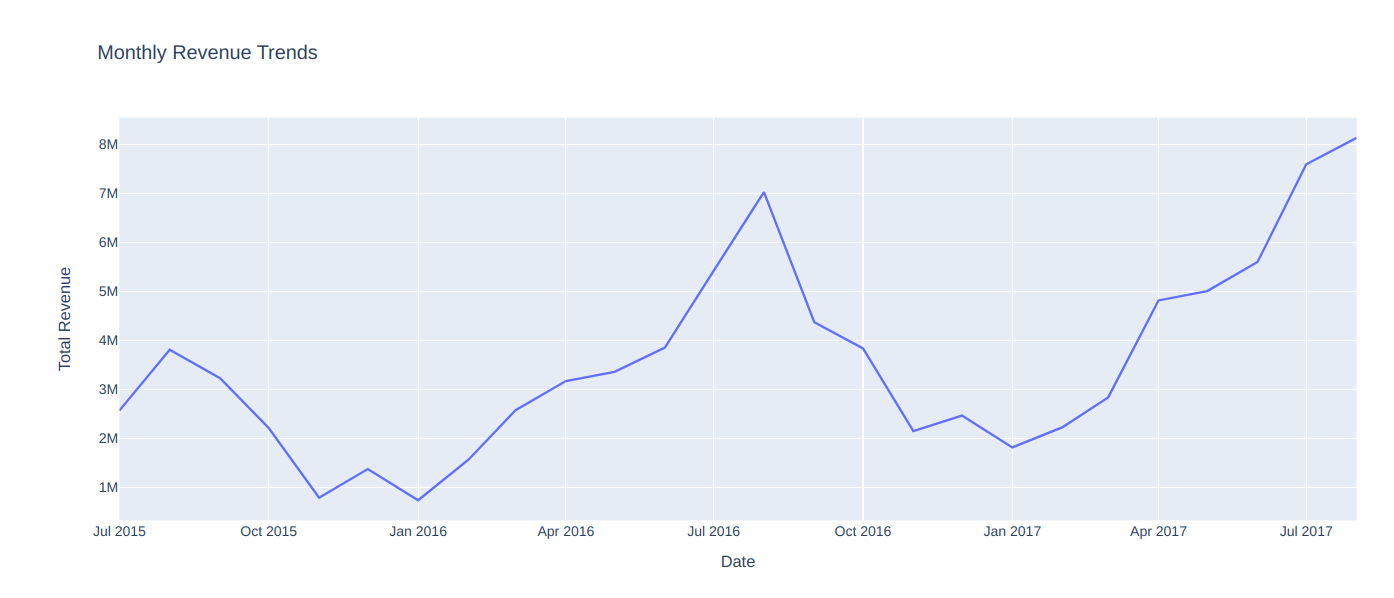 Monthly Revenue Trends
8M
7M
6M
5M
4M
3M
2M
1M
Total Revenue
Jul 2015 Oct 2015 Jan 2016 Apr 2016 Jul 2016 Oct 2016 Jan 2017 Apr 2017 Jul 2017
Date